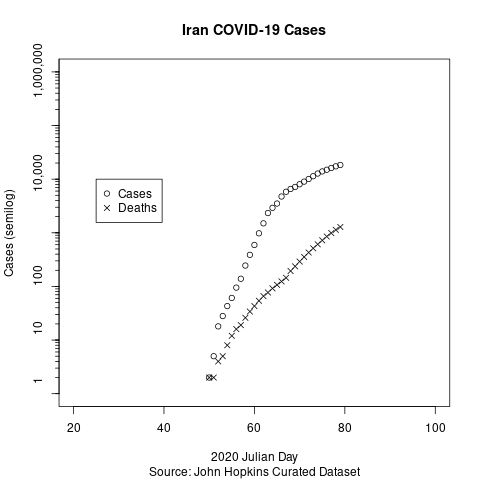 Iran COVID-19 Cases
Cases (semilog)
1,000,000
10,000
100
10
1
Cases
Deaths
20 40 60 80 100
2020 Julian Day
Source: John Hopkins Curated Dataset